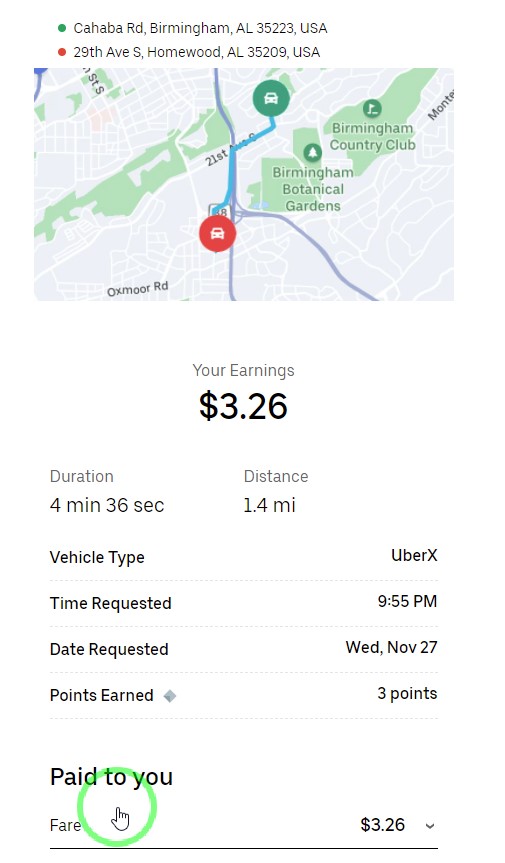 Cahaba Rd, Birmingham, AL 35223, USA
29th Ave S, Homewood, AL 35209, USA
St S
Monte
21st Ave S
Birmingham
Country Club
Birmingham
Botanical
Gardens
Oxmoor Rd
Your Earnings
$3.26
Duration Distance
4 min 36 sec 1.4 mi
Vehicle Type UberX
Time Requested 9:55 PM
Date Requested Wed, Nov 27
Points Earned 3 points
Paid to you
Fare $3.26